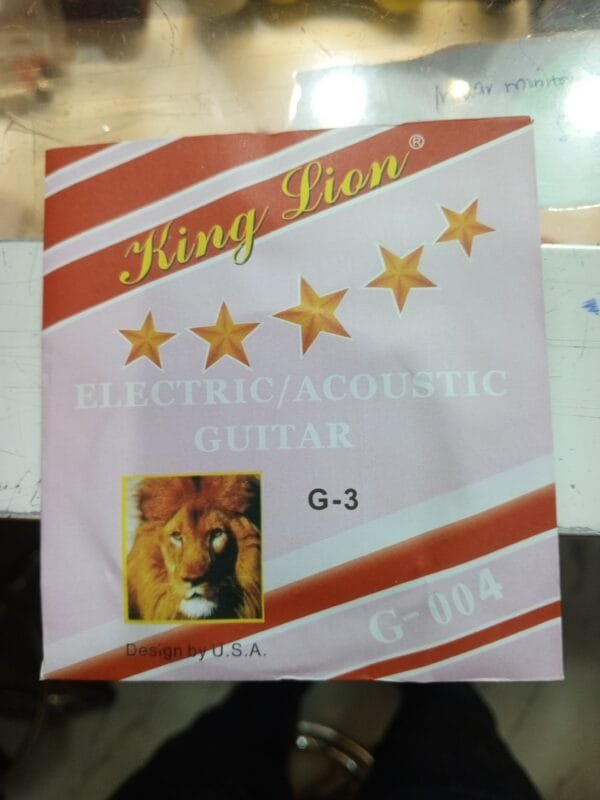 King Lion®
ELECTRIC/ACOUSTIC
GUITAR
G-3
G-004
Design by U.S.A.